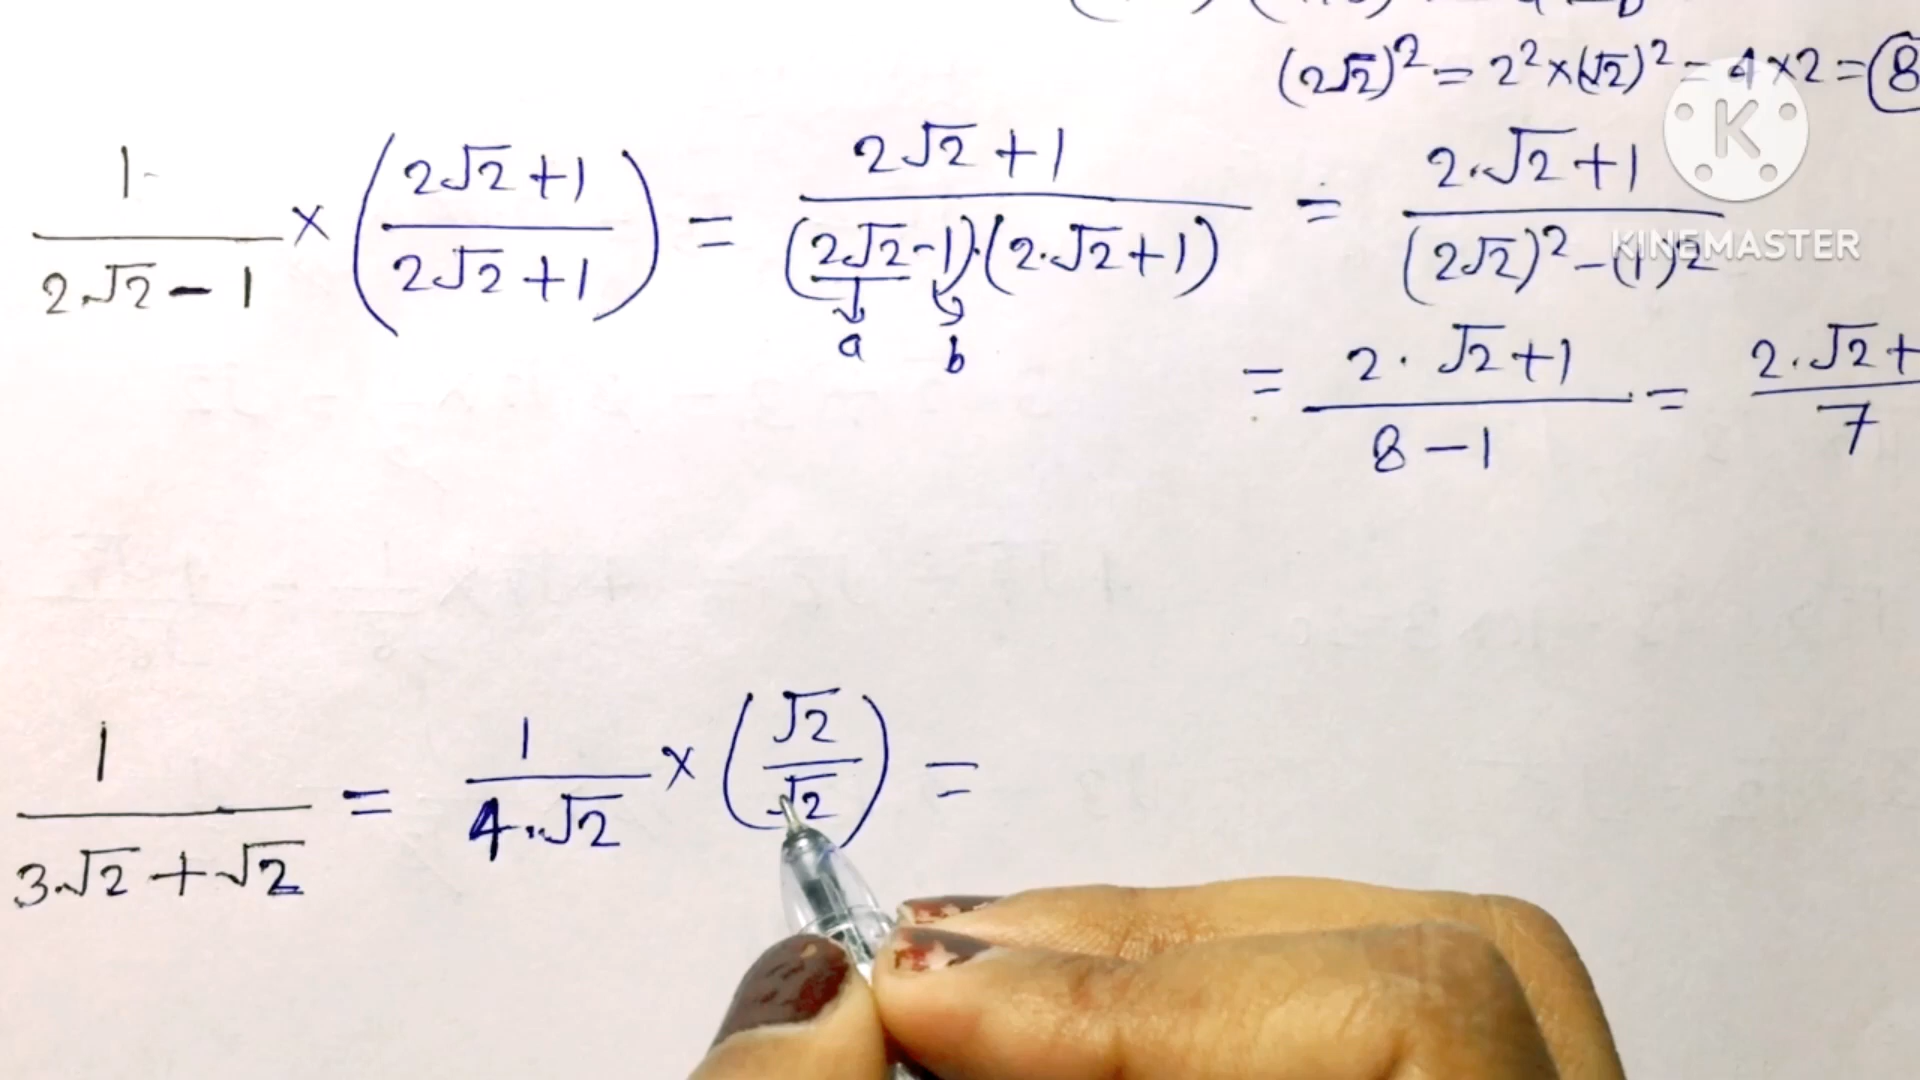 (2√2)² = 2² × (√2)² = 4 × 2 = 8
1/(2.√2 - 1) × ((2√2 + 1)/(2√2 + 1)) = (2√2 + 1)/((2√2 - 1).(2.√2 + 1)) = (2.√2 + 1)/((2√2)² - (1)²)
a b
= (2. √2 + 1)/(8 - 1) = (2.√2 +)/7
1/(3.√2 + √2) = 1/(4.√2) × (√2/√2) =
K
KINEMASTER